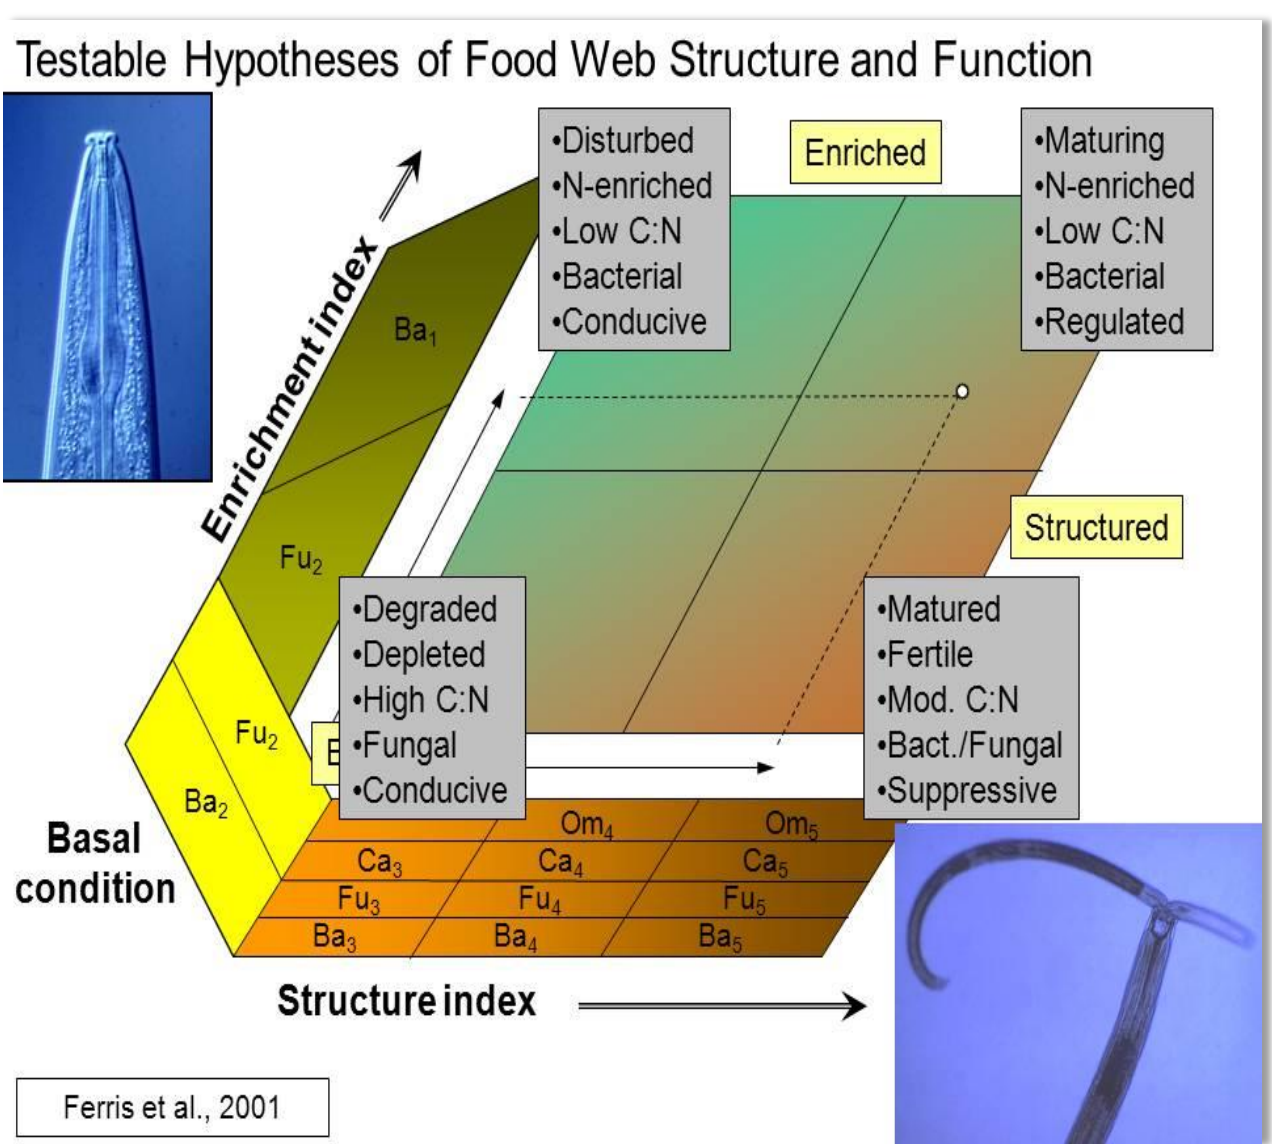 Testable Hypotheses of Food Web Structure and Function
•Disturbed
•N-enriched
•Low C:N
•Bacterial
•Conducive
Enriched
•Maturing
•N-enriched
•Low C:N
•Bacterial
•Regulated
Enrichment index
Ba₁
Fu₂
Structured
•Degraded
•Depleted
•High C:N
•Fungal
•Conducive
•Matured
•Fertile
•Mod. C:N
•Bact./Fungal
•Suppressive
Fu₂
Ba₂
Basal
condition
Om₄ Om₅
Ca₃ Ca₄ Ca₅
Fu₃ Fu₄ Fu₅
Ba₃ Ba₄ Ba₅
Structure index
Ferris et al., 2001